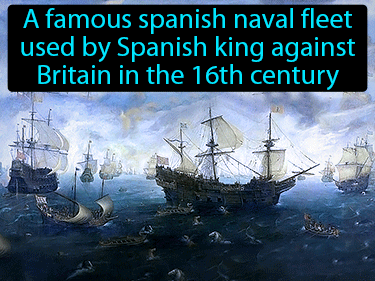 A famous spanish naval fleet
used by Spanish king against
Britain in the 16th century